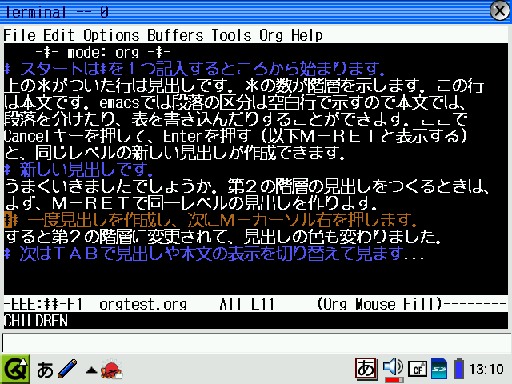 Terminal -- 0
File Edit Options Buffers Tools Org Help
-*- mode: org -*-
* スタートは*を１つ記入するところから始まります。
上の＊がついた行は見出しです。＊の数が階層を示します。この行
は本文です。emacsでは段落の区分は空白行で示すので本文では、
段落を分けたり、表を書き込んだりすることができます。ここで
Cancelキーを押して、Enterを押す（以下Ｍ－ＲＥＴと表示する）
と、同じレベルの新しい見出しが作成できます。
* 新しい見出しです。
うまくいきましたでしょうか。第２の階層の見出しをつくるときは、
まず、Ｍ－ＲＥＴで同一レベルの見出しを作ります。
** 一度見出しを作成し、次にＭ－カーソル右を押します。
すると第２の階層に変更されて、見出しの色も変わりました。
* 次はＴＡＢで見出しや本文の表示を切り替えて見ます...
-EEE:**-F1  orgtest.org    All L11    (Org Mouse Fill)--------
CHILDREN
あ あ 13:10